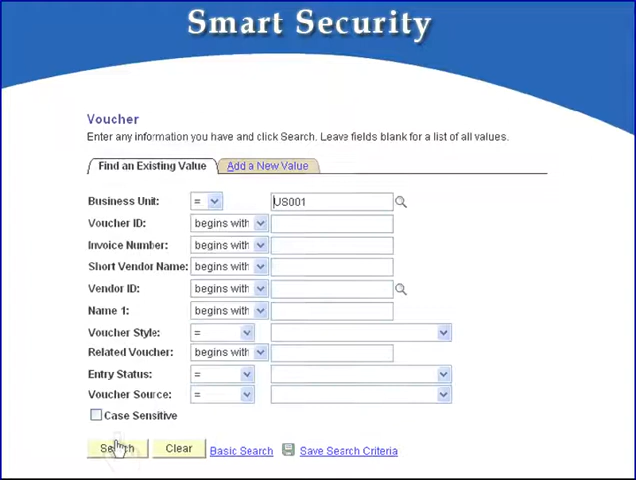 Smart Security
Voucher
Enter any information you have and click Search. Leave fields blank for a list of all values.
Find an Existing Value Add a New Value
Business Unit: = US001
Voucher ID: begins with
Invoice Number: begins with
Short Vendor Name: begins with
Vendor ID: begins with
Name 1: begins with
Voucher Style: =
Related Voucher: begins with
Entry Status: =
Voucher Source: =
Case Sensitive
Search Clear Basic Search Save Search Criteria